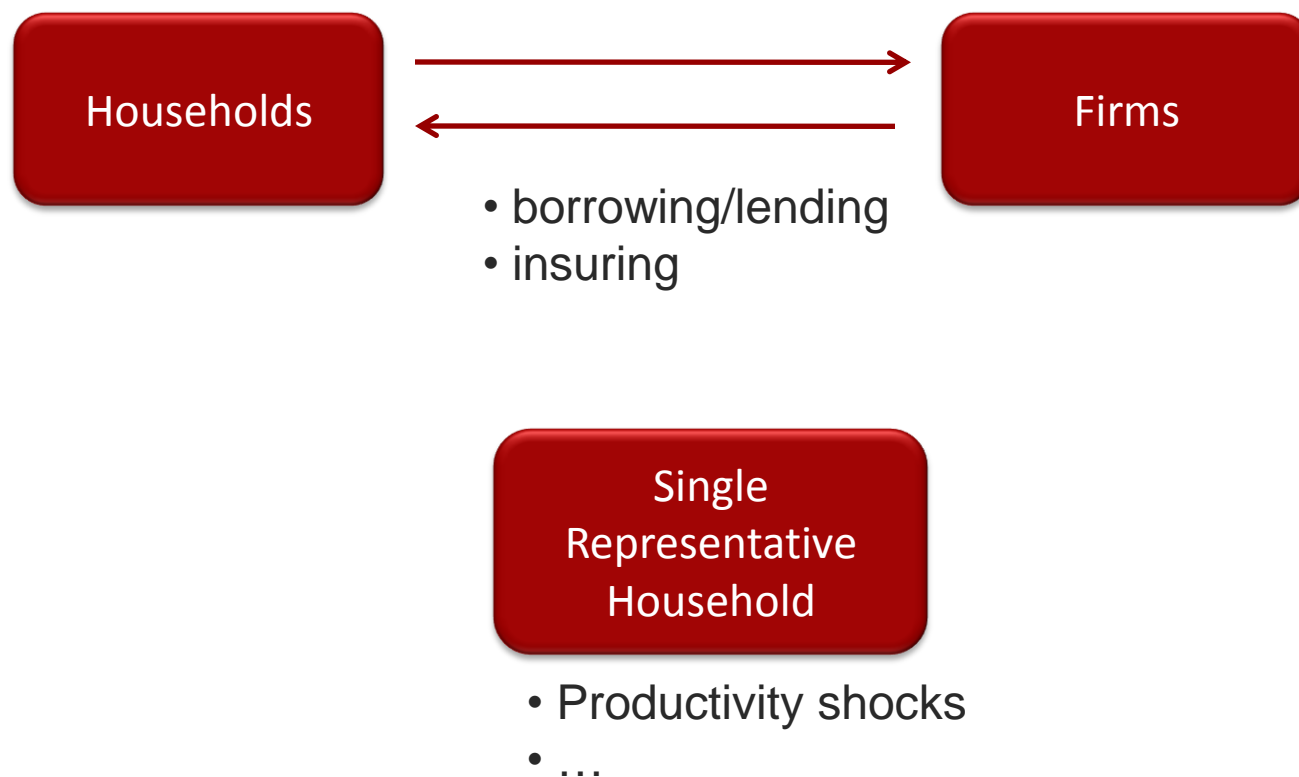 Households
Firms
• borrowing/lending
• insuring
Single
Representative
Household
• Productivity shocks
• …